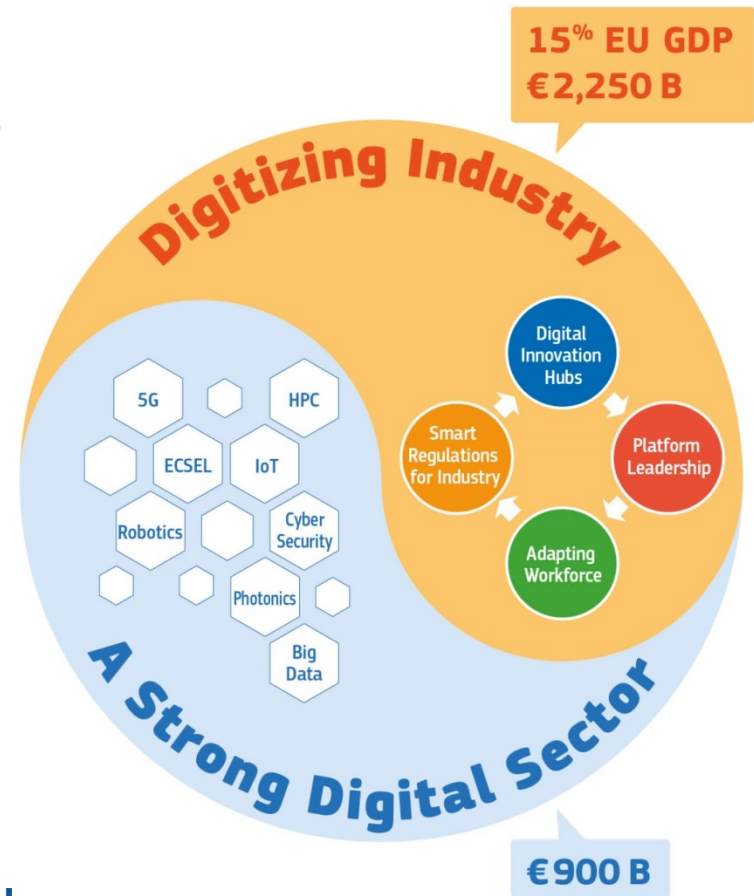 15% EU GDP
€2,250 B
Digitizing Industry
Digital
Innovation
Hubs
Platform
Leadership
Adapting
Workforce
Smart
Regulations
for Industry
5G
HPC
ECSEL
IoT
Robotics
Cyber
Security
Photonics
Big
Data
A Strong Digital Sector
€900 B